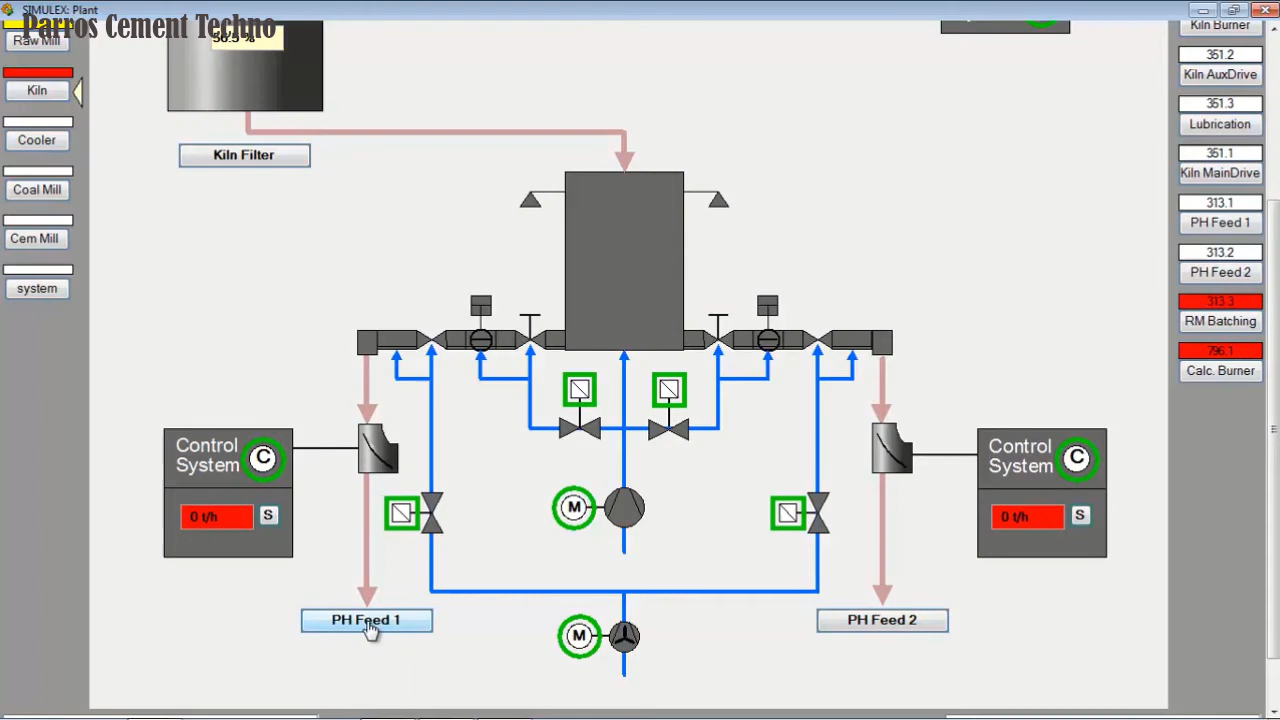 SIMULEX: Plant
Parros Cement Techno
Raw Mill
Kiln
Cooler
Coal Mill
Cem Mill
system
Kiln Filter
Control
System
C
0 t/h
S
M
M
Control
System
C
0 t/h
S
PH Feed 1
PH Feed 2
Kiln Burner
351.2
Kiln AuxDrive
351.3
Lubrication
351.1
Kiln MainDrive
313.1
PH Feed 1
313.2
PH Feed 2
313.3
RM Batching
796.1
Calc. Burner